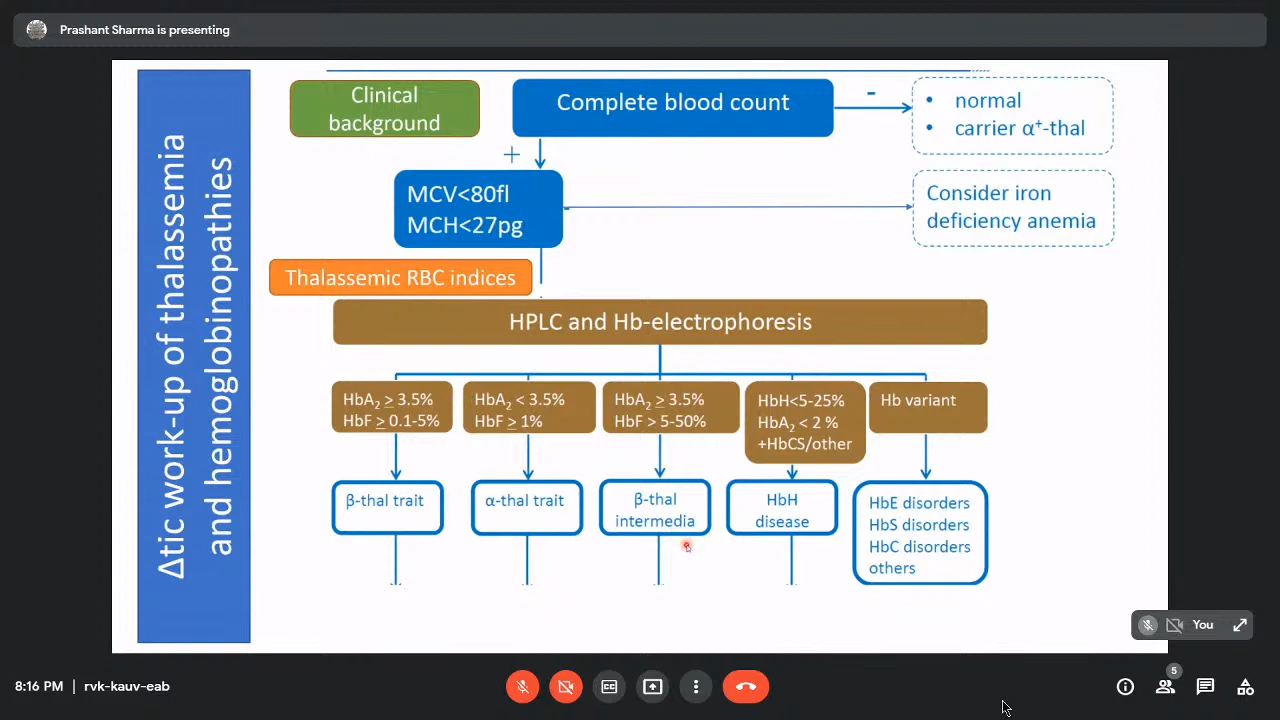 Prashant Sharma is presenting
Δtic work-up of thalassemia
and hemoglobinopathies
Clinical
background
Complete blood count
-
• normal
• carrier α⁺-thal
+
MCV<80fl
MCH<27pg
-
Consider iron
deficiency anemia
Thalassemic RBC indices
HPLC and Hb-electrophoresis
HbA₂ ≥ 3.5%
HbF ≥ 0.1-5%
HbA₂ < 3.5%
HbF ≥ 1%
HbA₂ ≥ 3.5%
HbF > 5-50%
HbH<5-25%
HbA₂ < 2 %
+HbCS/other
Hb variant
β-thal trait
α-thal trait
β-thal
intermedia
HbH
disease
HbE disorders
HbS disorders
HbC disorders
others
You
8:16 PM | rvk-kauv-eab
CC
5